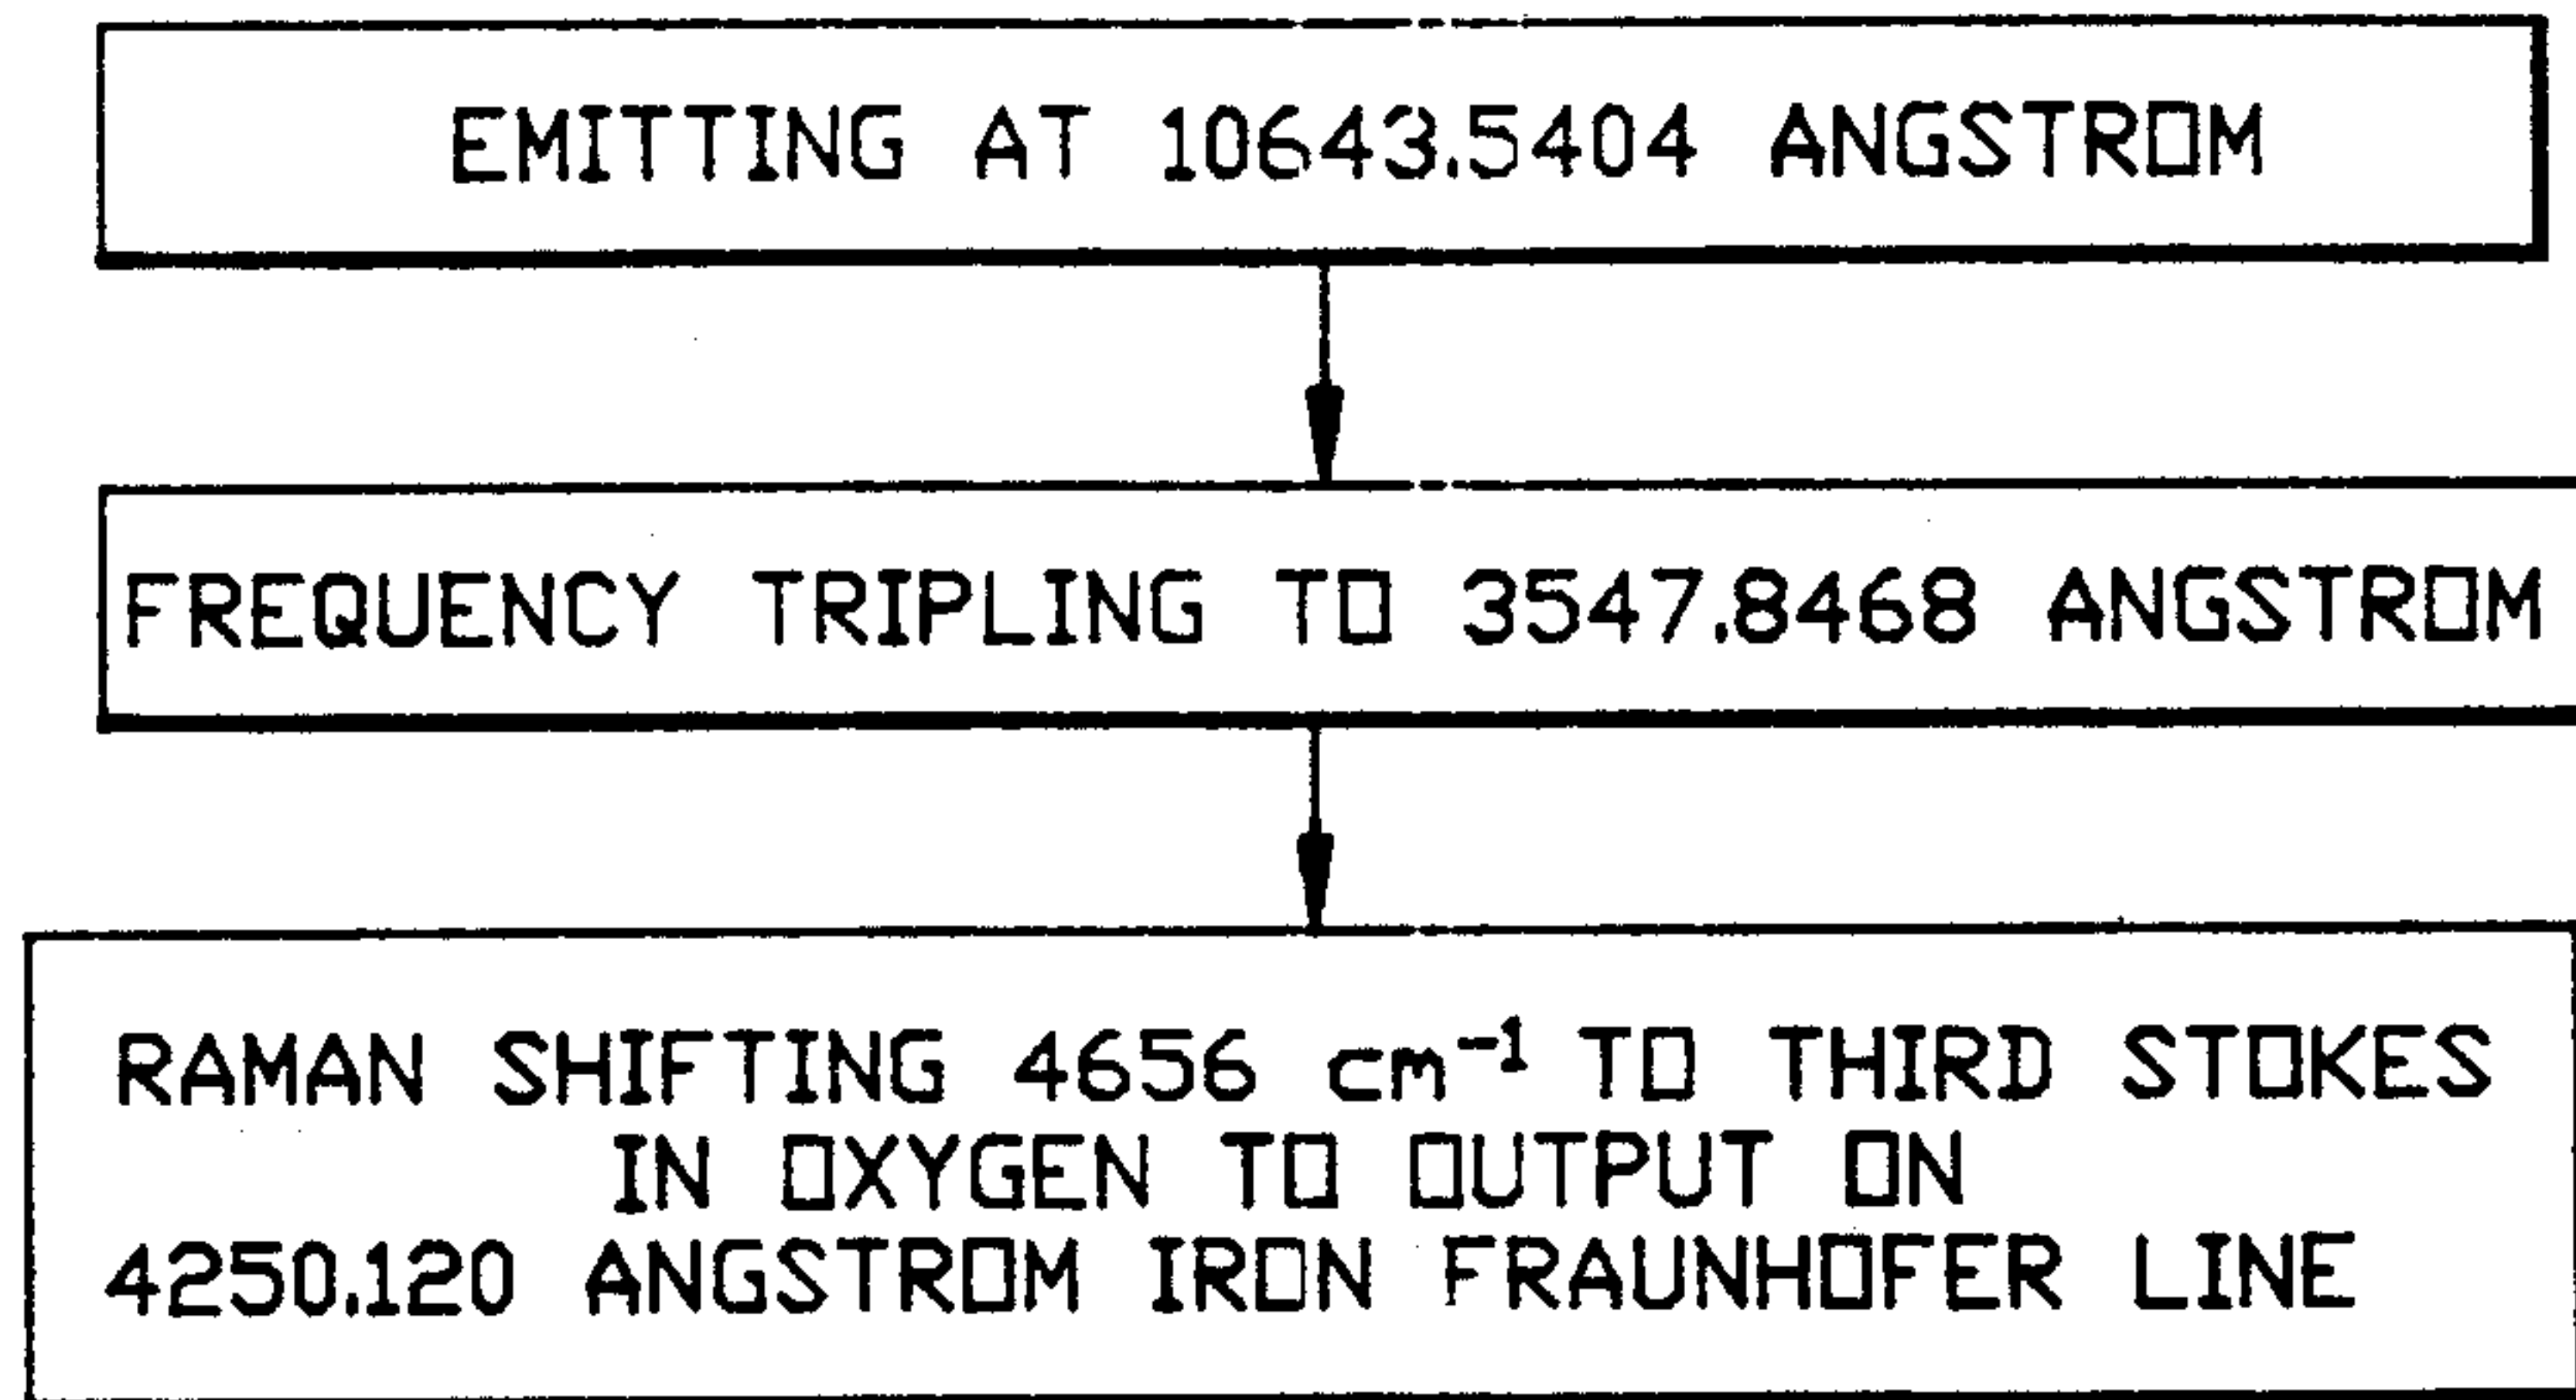 EMITTING AT 10643.5404 ANGSTROM
FREQUENCY TRIPLING TO 3547.8468 ANGSTROM
RAMAN SHIFTING 4656 cm⁻¹ TO THIRD STOKES
IN OXYGEN TO OUTPUT ON
4250.120 ANGSTROM IRON FRAUNHOFER LINE